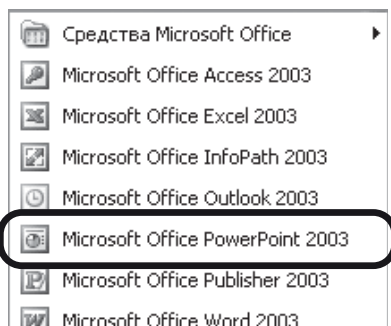 Средства Microsoft Office
Microsoft Office Access 2003
Microsoft Office Excel 2003
Microsoft Office InfoPath 2003
Microsoft Office Outlook 2003
Microsoft Office PowerPoint 2003
Microsoft Office Publisher 2003
Microsoft Office Word 2003